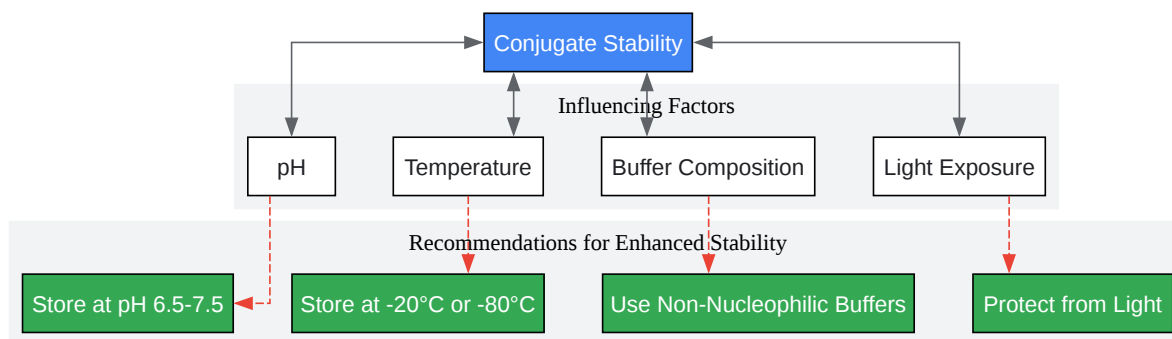 Conjugate Stability
Influencing Factors
pH
Temperature
Buffer Composition
Light Exposure
Recommendations for Enhanced Stability
Store at pH 6.5-7.5
Store at -20°C or -80°C
Use Non-Nucleophilic Buffers
Protect from Light